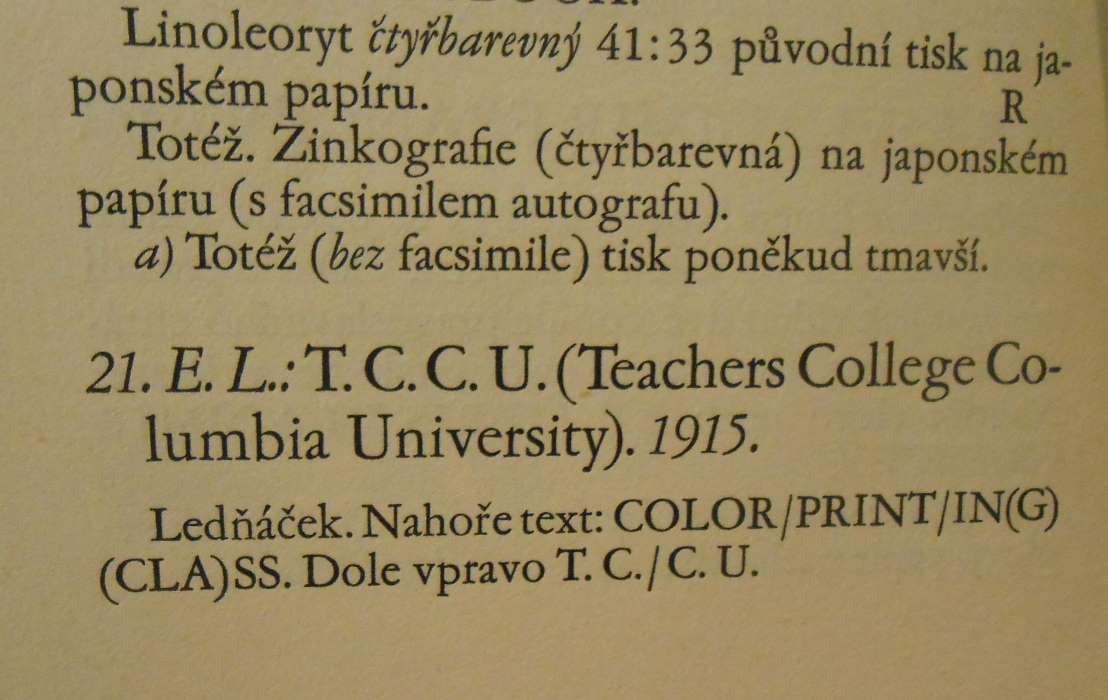 Linoleoryt čtyřbarevný 41:33 původní tisk na ja-
ponském papíru.
R
Totéž. Zinkografie (čtyřbarevná) na japonském
papíru (s facsimilem autografu).
a) Totéž (bez facsimile) tisk poněkud tmavší.
21. E. L.: T. C. C. U. (Teachers College Co-
lumbia University). 1915.
Ledňáček. Nahoře text: COLOR/PRINT/IN(G)
(CLA)SS. Dole vpravo T. C./C. U.